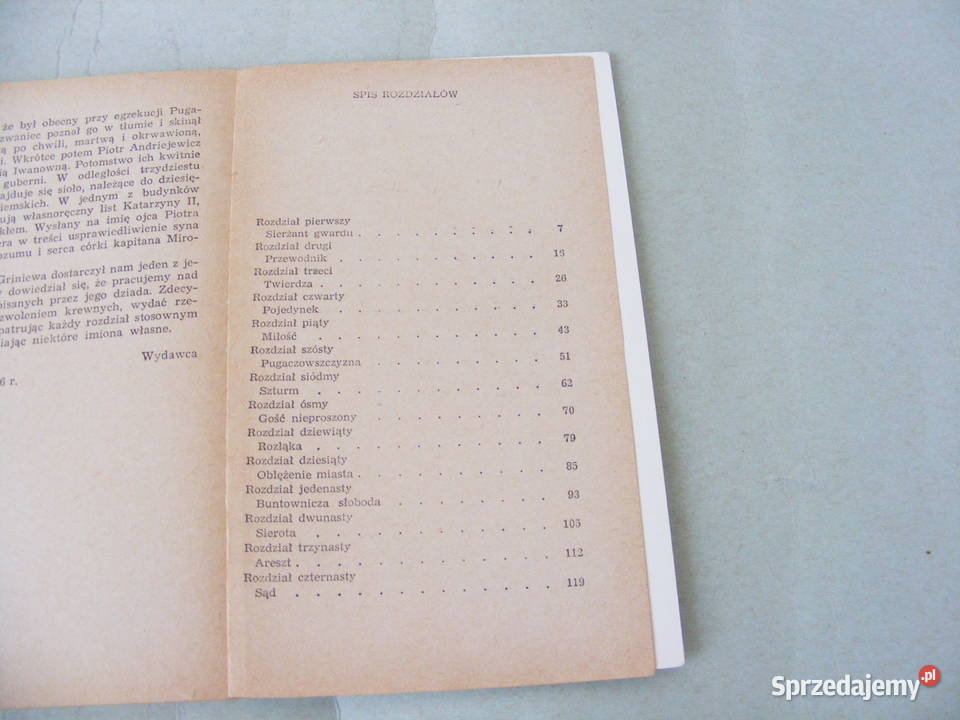 że był obecny przy egzekucji Puga-
zwaniec poznał go w tłumie i skinął
ą po chwili, martwą i okrwawioną,
i. Wkrótce potem Piotr Andriejewicz
ią Iwanowną. Potomstwo ich kwitnie
guberni. W odległości trzydziestu
ajduje się sioło, należące do dziesię-
iemskich. W jednym z budynków
ują własnoręczny list Katarzyny II,
kłem. Wysłany na imię ojca Piotra
era w treści usprawiedliwienie syna
ozumu i serca córki kapitana Miro-
Griniewa dostarczył nam jeden z je-
y dowiedział się, że pracujemy nad
pisanych przez jego dziada. Zdecy-
zwoleniem krewnych, wydać rze-
patrując każdy rozdział stosownym
iając niektóre imiona własne.
Wydawca
6 r.
SPIS ROZDZIAŁÓW
Rozdział pierwszy
Sierżant gwardii . . . . . . . . . 7
Rozdział drugi
Przewodnik . . . . . . . . . . 16
Rozdział trzeci
Twierdza . . . . . . . . . . 26
Rozdział czwarty
Pojedynek . . . . . . . . . . 33
Rozdział piąty
Miłość . . . . . . . . . . 43
Rozdział szósty
Pugaczowszczyzna . . . . . . . . . 51
Rozdział siódmy
Szturm . . . . . . . . . . . 62
Rozdział ósmy
Gość nieproszony . . . . . . . . 70
Rozdział dziewiąty
Rozłąka . . . . . . . . . . . 79
Rozdział dziesiąty
Oblężenie miasta . . . . . . . . . 85
Rozdział jedenasty
Buntownicza słoboda . . . . . . . . 93
Rozdział dwunasty
Sierota . . . . . . . . . . . 105
Rozdział trzynasty
Areszt . . . . . . . . . . . . 112
Rozdział czternasty
Sąd . . . . . . . . . . . . 119
Sprzedajemy.pl